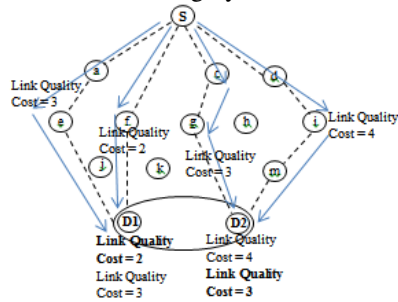 S
a
c
d
Link Quality
Cost = 3
e
f
g
h
i
Link Quality
Cost = 2
Link Quality
Cost = 4
Link Quality
Cost = 3
j
k
m
D1
D2
Link Quality
Cost = 2
Link Quality
Cost = 3
Link Quality
Cost = 4
Link Quality
Cost = 3